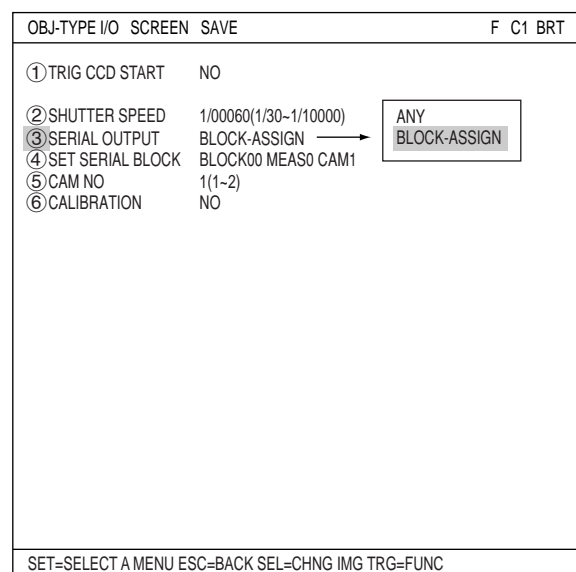 OBJ-TYPE I/O SCREEN SAVE F C1 BRT
①TRIG CCD START NO
②SHUTTER SPEED 1/00060(1/30~1/10000)
③SERIAL OUTPUT BLOCK-ASSIGN
④SET SERIAL BLOCK BLOCK00 MEAS0 CAM1
⑤CAM NO 1(1~2)
⑥CALIBRATION NO
ANY
BLOCK-ASSIGN
SET=SELECT A MENU ESC=BACK SEL=CHNG IMG TRG=FUNC